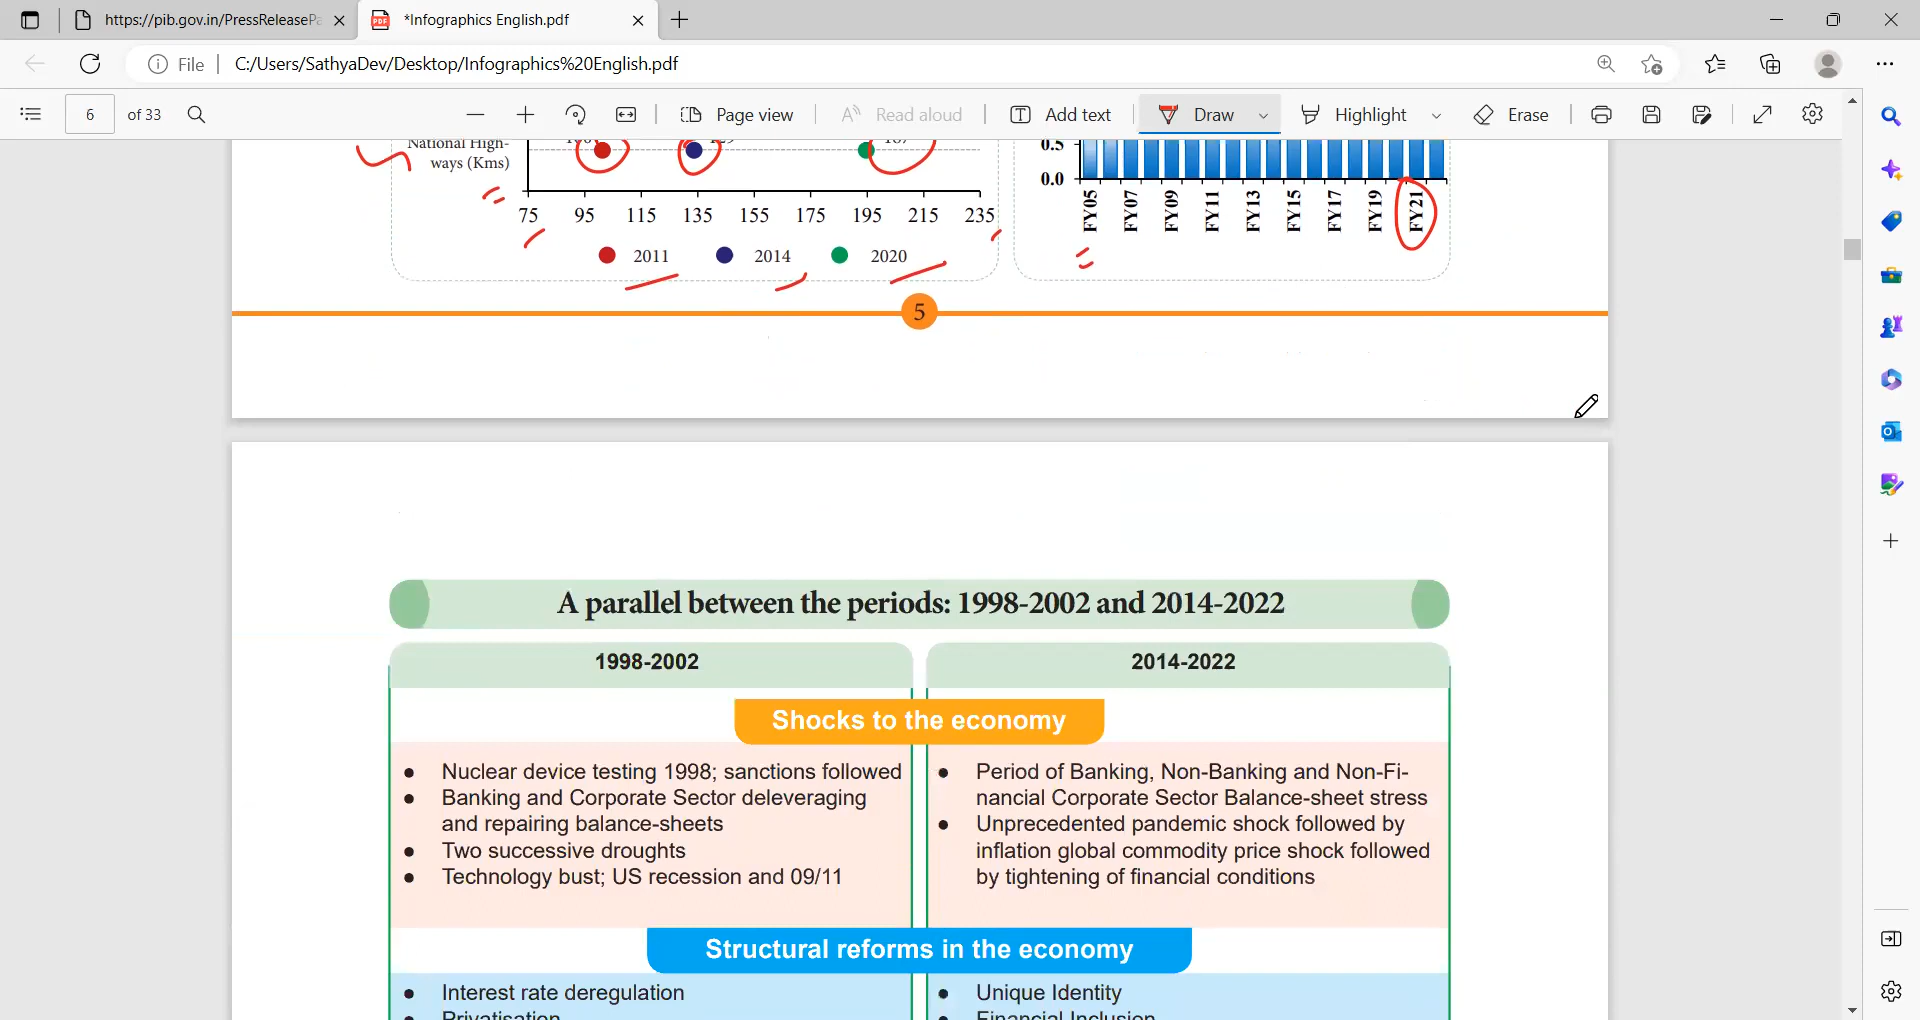 https://pib.gov.in/PressReleasePa
*Infographics English.pdf
File
C:/Users/SathyaDev/Desktop/Infographics%20English.pdf
6 of 33
Page view
Read aloud
Add text
Draw
Highlight
Erase
National High-
ways (Kms)
75 95 115 135 155 175 195 215 235
2011 2014 2020
0.5
0.0
FY05 FY07 FY09 FY11 FY13 FY15 FY17 FY19 FY21
5
A parallel between the periods: 1998-2002 and 2014-2022
1998-2002
2014-2022
Shocks to the economy
• Nuclear device testing 1998; sanctions followed
• Banking and Corporate Sector deleveraging
and repairing balance-sheets
• Two successive droughts
• Technology bust; US recession and 09/11
• Period of Banking, Non-Banking and Non-Fi-
nancial Corporate Sector Balance-sheet stress
• Unprecedented pandemic shock followed by
inflation global commodity price shock followed
by tightening of financial conditions
Structural reforms in the economy
• Interest rate deregulation
• Privatisation
• Unique Identity
• Financial Inclusion